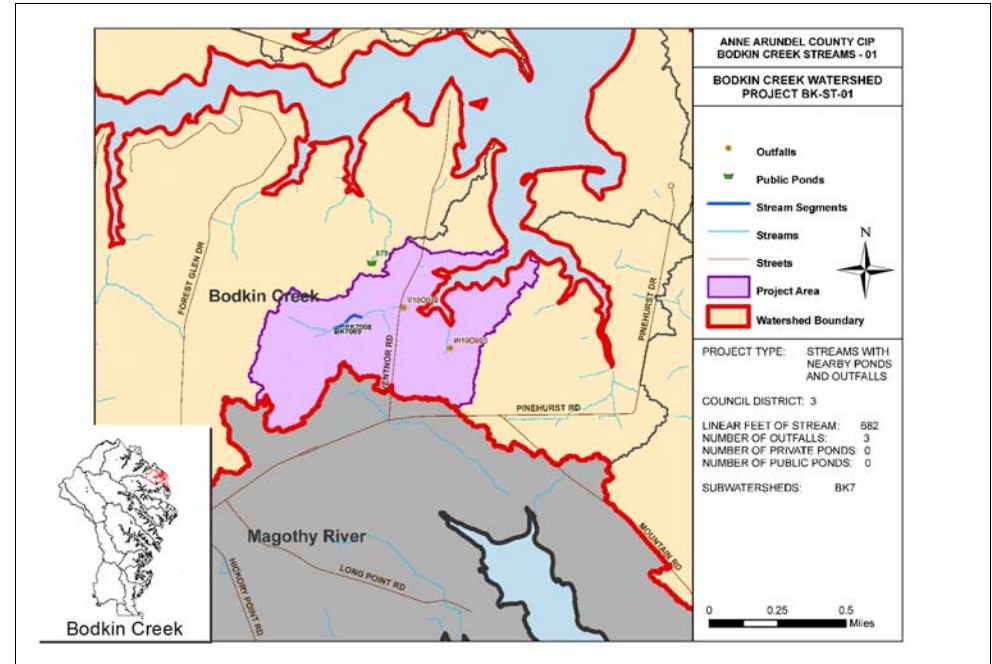 ANNE ARUNDEL COUNTY CIP
BODKIN CREEK STREAMS - 01
BODKIN CREEK WATERSHED
PROJECT BK-ST-01
Outfalls
Public Ponds
Stream Segments
Streams
Streets
Project Area
Watershed Boundary
N
PROJECT TYPE: STREAMS WITH
NEARBY PONDS
AND OUTFALLS
COUNCIL DISTRICT: 3
LINEAR FEET OF STREAM: 682
NUMBER OF OUTFALLS: 3
NUMBER OF PRIVATE PONDS: 0
NUMBER OF PUBLIC PONDS: 0
SUBWATERSHEDS: BK7
0 0.25 0.5
Miles
FOREST GLEN DR
Bodkin Creek
BK7009
VENTNOR RD
PINEHURST DR
PINEHURST RD
MOUNTAIN RD
Magothy River
LONG POINT RD
HICKORY POINT RD
Bodkin Creek